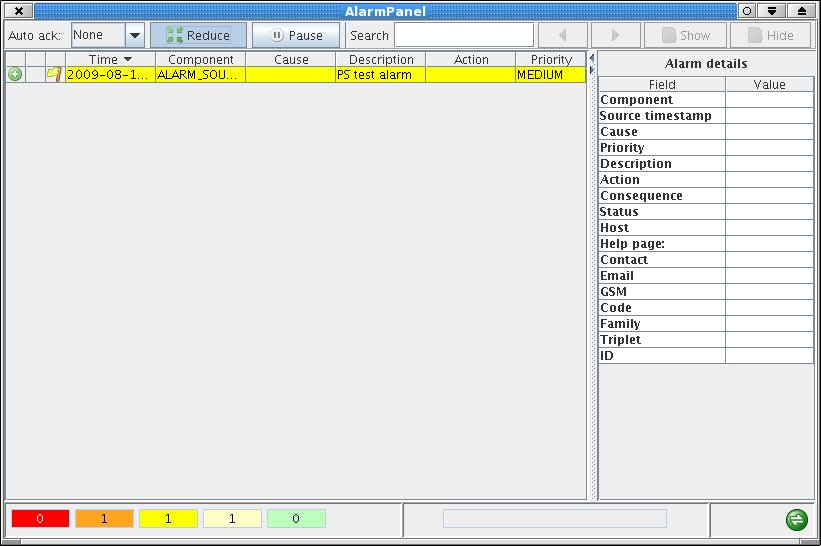 AlarmPanel
Auto ack: None Reduce Pause Search Show Hide
Time Component Cause Description Action Priority
2009-08-1... ALARM_SOU... PS test alarm MEDIUM
Alarm details
Field Value
Component
Source timestamp
Cause
Priority
Description
Action
Consequence
Status
Host
Help page:
Contact
Email
GSM
Code
Family
Triplet
ID
0 1 1 1 0